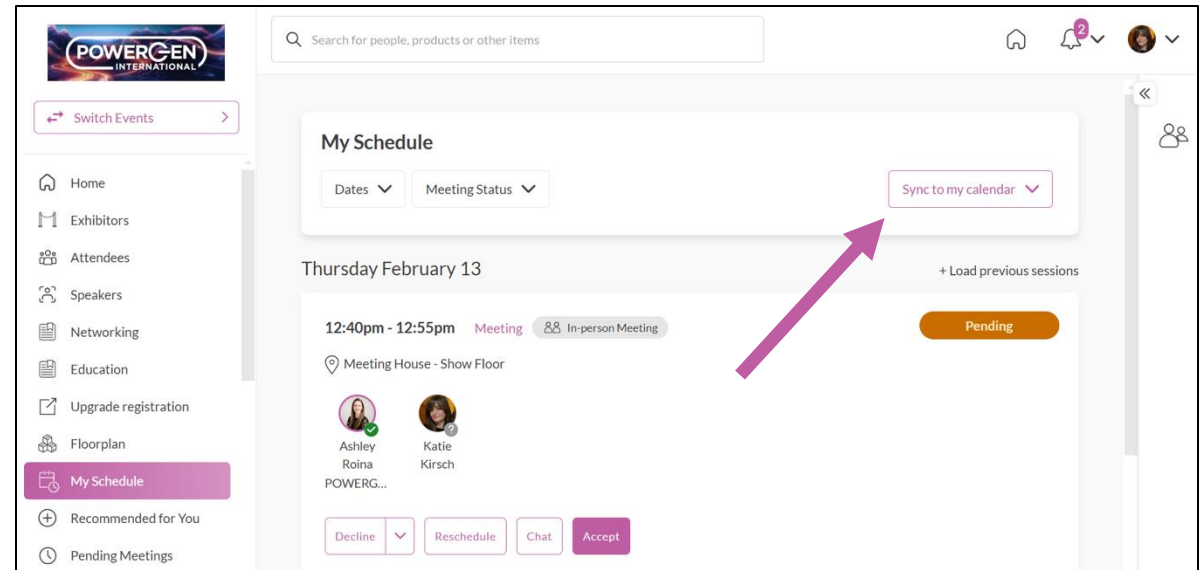 POWERGEN
INTERNATIONAL
Search for people, products or other items
2
Switch Events
My Schedule
Dates
Meeting Status
Sync to my calendar
Home
Exhibitors
Attendees
Speakers
Networking
Education
Upgrade registration
Floorplan
My Schedule
Recommended for You
Pending Meetings
Thursday February 13
+ Load previous sessions
12:40pm - 12:55pm Meeting In-person Meeting
Pending
Meeting House - Show Floor
Ashley
Roina
POWERG...
Katie
Kirsch
Decline
Reschedule
Chat
Accept